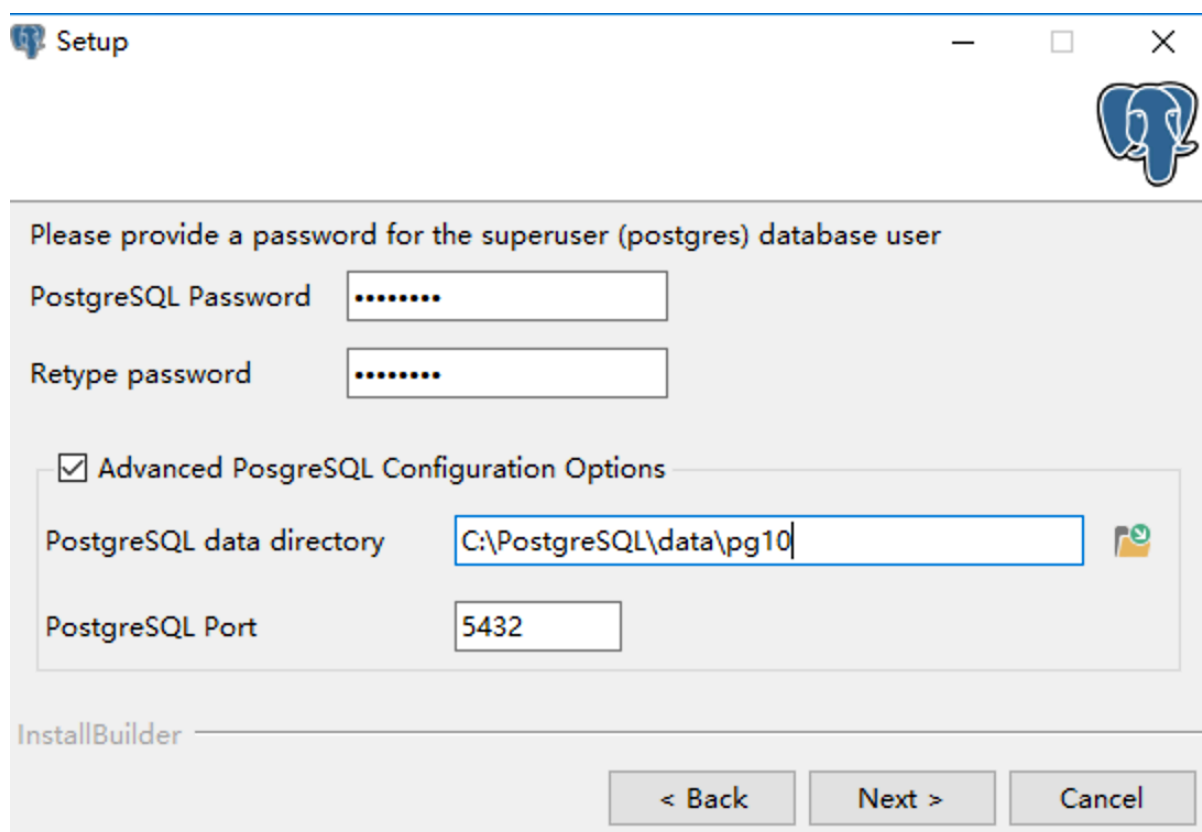 Setup
Please provide a password for the superuser (postgres) database user
PostgreSQL Password ••••••••
Retype password ••••••••
Advanced PosgreSQL Configuration Options
PostgreSQL data directory C:\PostgreSQL\data\pg10
PostgreSQL Port 5432
InstallBuilder
< Back Next > Cancel